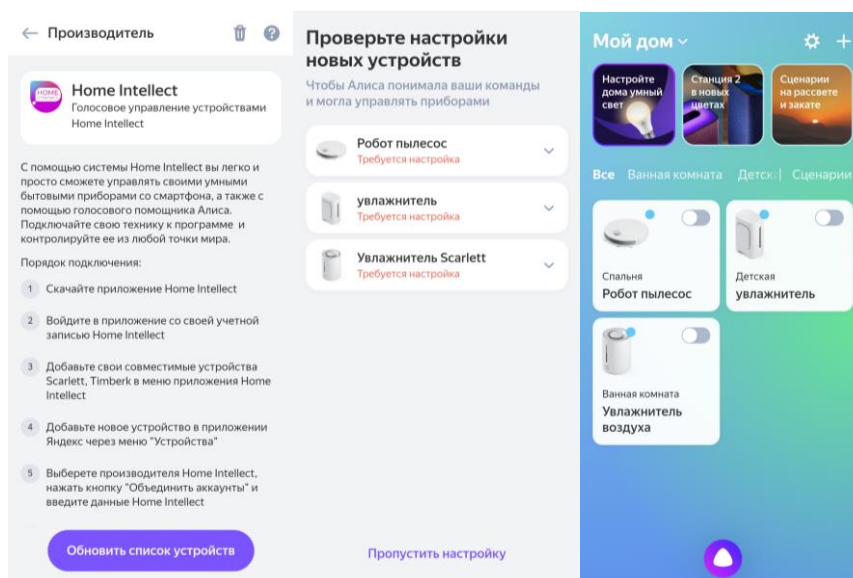 Производитель
HOME
Home Intellect
Голосовое управление устройствами
Home Intellect
С помощью системы Home Intellect вы легко и
просто сможете управлять своими умными
бытовыми приборами со смартфона, а также с
помощью голосового помощника Алиса.
Подключайте свою технику к программе и
контролируйте ее из любой точки мира.
Порядок подключения:
1 Скачайте приложение Home Intellect
2 Войдите в приложение со своей учетной
записью Home Intellect
3 Добавьте свои совместимые устройства
Scarlett, Timberk в меню приложения Home
Intellect
4 Добавьте новое устройство в приложении
Яндекс через меню "Устройства"
5 Выберете производителя Home Intellect,
нажать кнопку "Объединить аккаунты" и
введите данные Home Intellect
Обновить список устройств
Проверьте настройки
новых устройств
Чтобы Алиса понимала ваши команды
и могла управлять приборами
Робот пылесос
Требуется настройка
увлажнитель
Требуется настройка
Увлажнитель Scarlett
Требуется настройка
Пропустить настройку
Мой дом
Настройте
дома умный
свет
Станция 2
в новых
цветах
Сценарии
на рассвете
и закате
Все Ванная комната Детск Сценарии
Спальня
Робот пылесос
Детская
увлажнитель
Ванная комната
Увлажнитель
воздуха